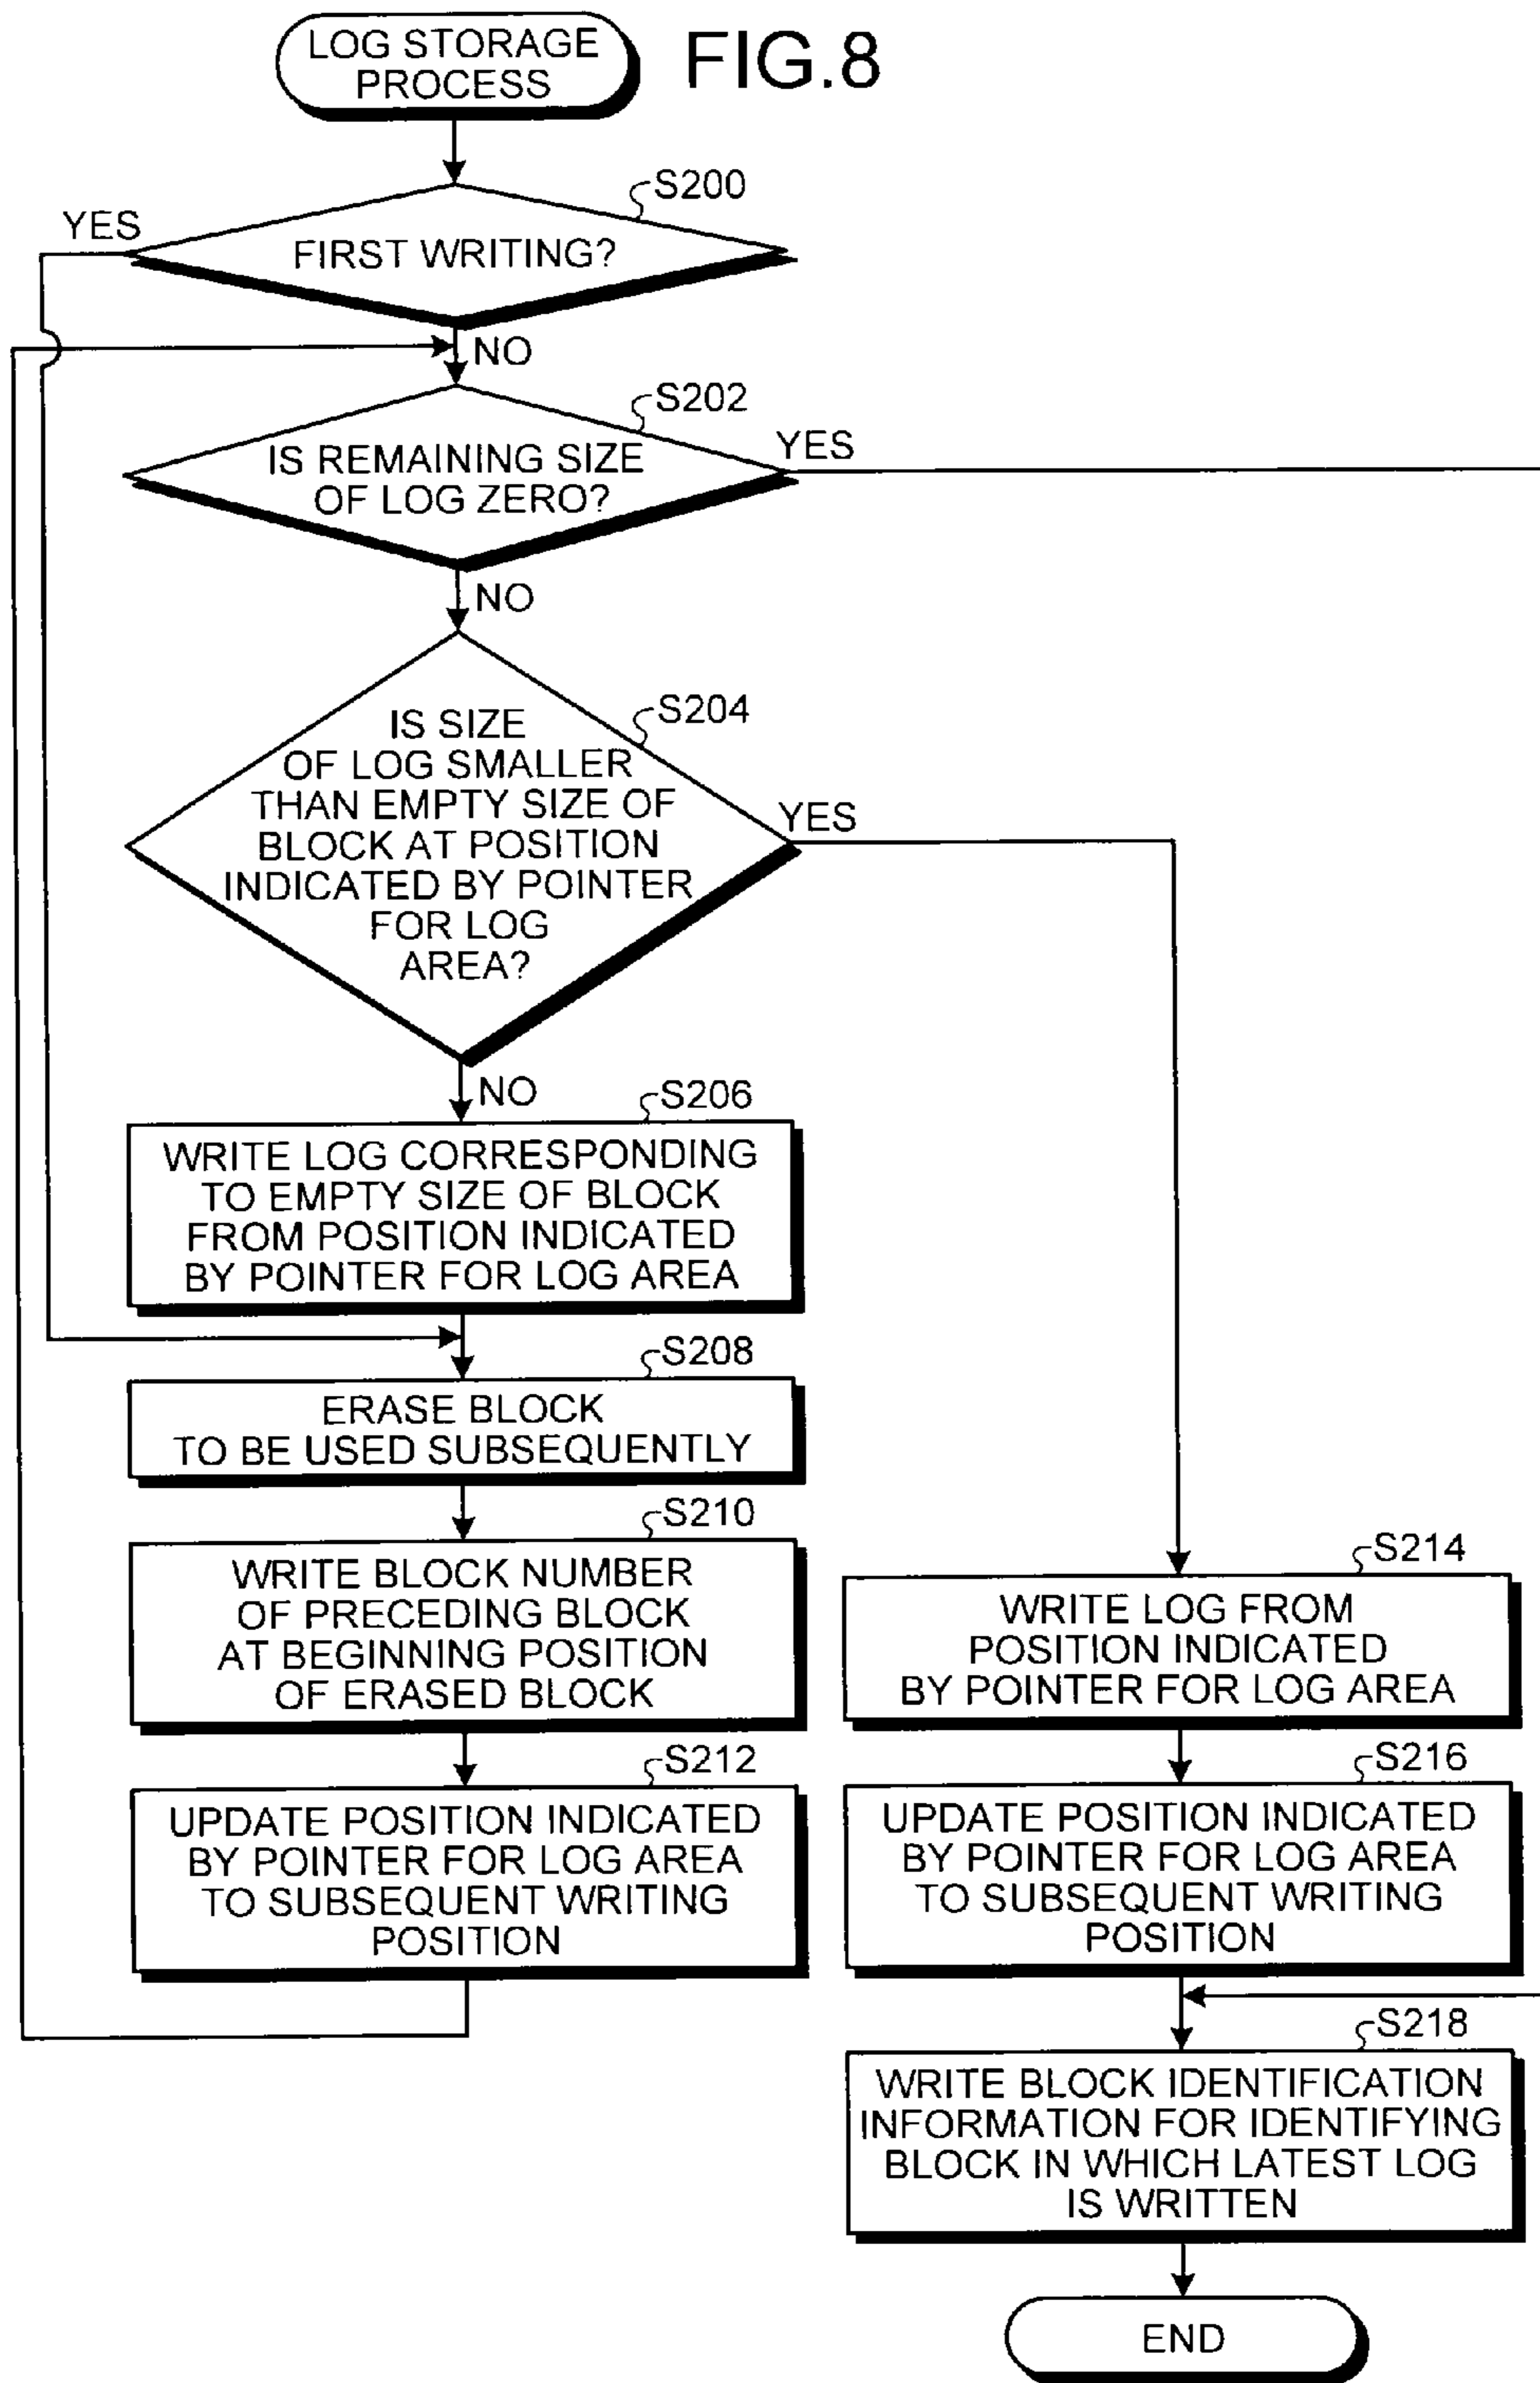 FIG.8
LOG STORAGE
PROCESS
S200
YES
FIRST WRITING?
NO
S202
YES
IS REMAINING SIZE
OF LOG ZERO?
NO
S204
IS SIZE
OF LOG SMALLER
THAN EMPTY SIZE OF
BLOCK AT POSITION
INDICATED BY POINTER
FOR LOG
AREA?
YES
NO
S206
WRITE LOG CORRESPONDING
TO EMPTY SIZE OF BLOCK
FROM POSITION INDICATED
BY POINTER FOR LOG AREA
S208
ERASE BLOCK
TO BE USED SUBSEQUENTLY
S210
WRITE BLOCK NUMBER
OF PRECEDING BLOCK
AT BEGINNING POSITION
OF ERASED BLOCK
S212
UPDATE POSITION INDICATED
BY POINTER FOR LOG AREA
TO SUBSEQUENT WRITING
POSITION
S214
WRITE LOG FROM
POSITION INDICATED
BY POINTER FOR LOG AREA
S216
UPDATE POSITION INDICATED
BY POINTER FOR LOG AREA
TO SUBSEQUENT WRITING
POSITION
S218
WRITE BLOCK IDENTIFICATION
INFORMATION FOR IDENTIFYING
BLOCK IN WHICH LATEST LOG
IS WRITTEN
END